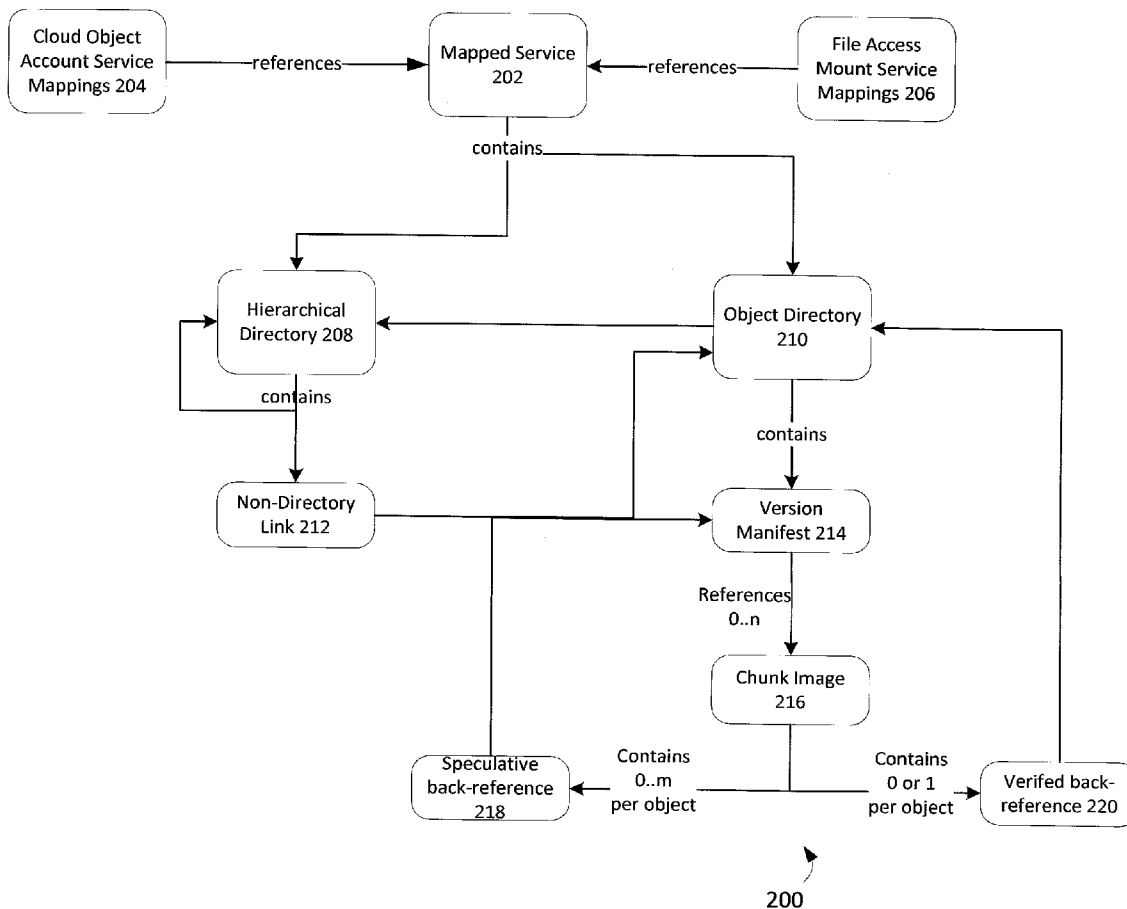 Cloud Object
Account Service
Mappings 204
references
Mapped Service
202
references
File Access
Mount Service
Mappings 206
contains
Hierarchical
Directory 208
Object Directory
210
contains
contains
Non-Directory
Link 212
Version
Manifest 214
References
0..n
Chunk Image
216
Speculative
back-reference
218
Contains
0..m
per object
Contains
0 or 1
per object
Verifed back-
reference 220
200